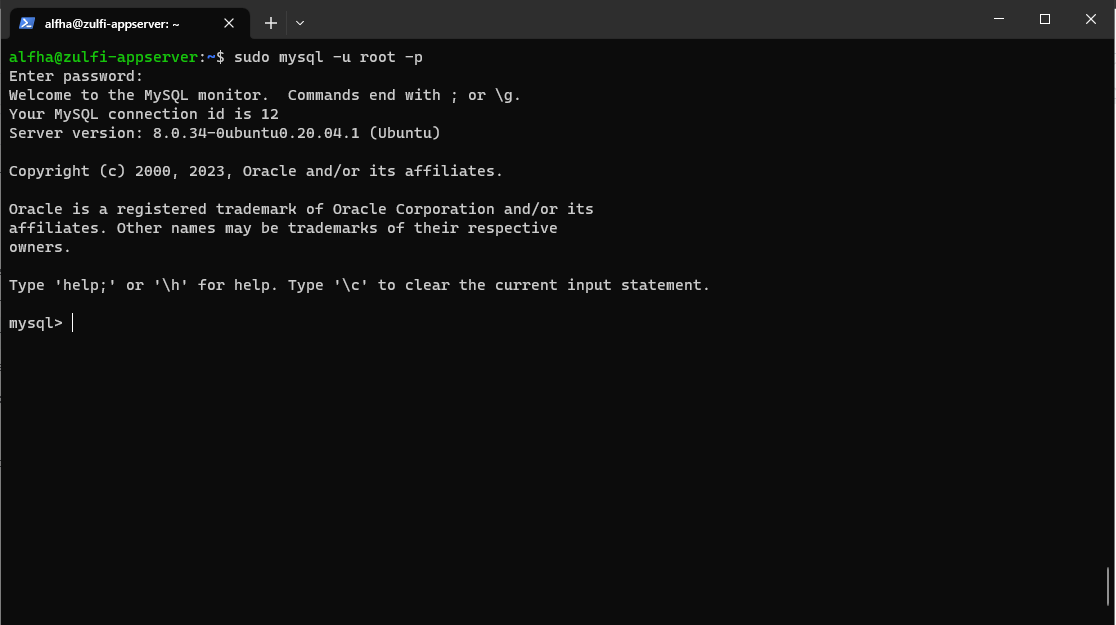 alfha@zulfi-appserver: ~
alfha@zulfi-appserver:~$ sudo mysql -u root -p
Enter password:
Welcome to the MySQL monitor.  Commands end with ; or \g.
Your MySQL connection id is 12
Server version: 8.0.34-0ubuntu0.20.04.1 (Ubuntu)
Copyright (c) 2000, 2023, Oracle and/or its affiliates.
Oracle is a registered trademark of Oracle Corporation and/or its
affiliates. Other names may be trademarks of their respective
owners.
Type 'help;' or '\h' for help. Type '\c' to clear the current input statement.
mysql>